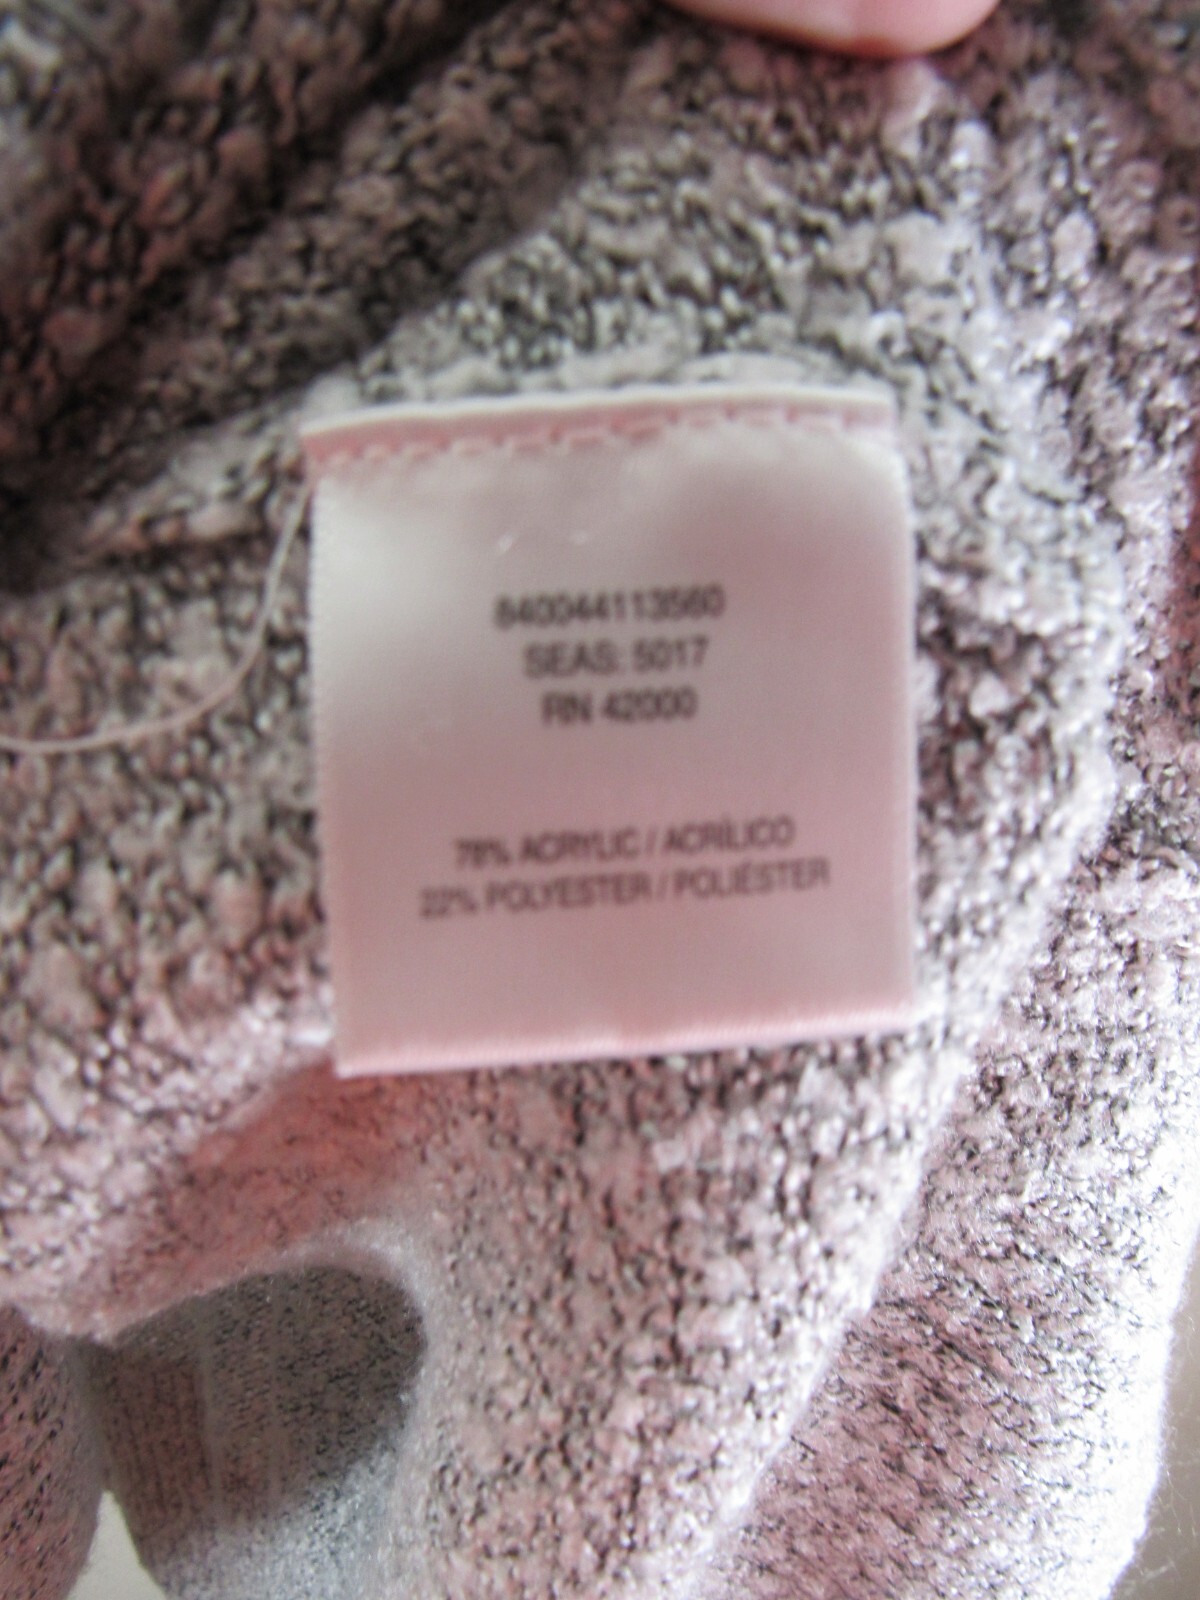 840044113560
SEAS: 5017
RN 42000
78% ACRYLIC / ACRÍLICO
22% POLYESTER / POLIÉSTER